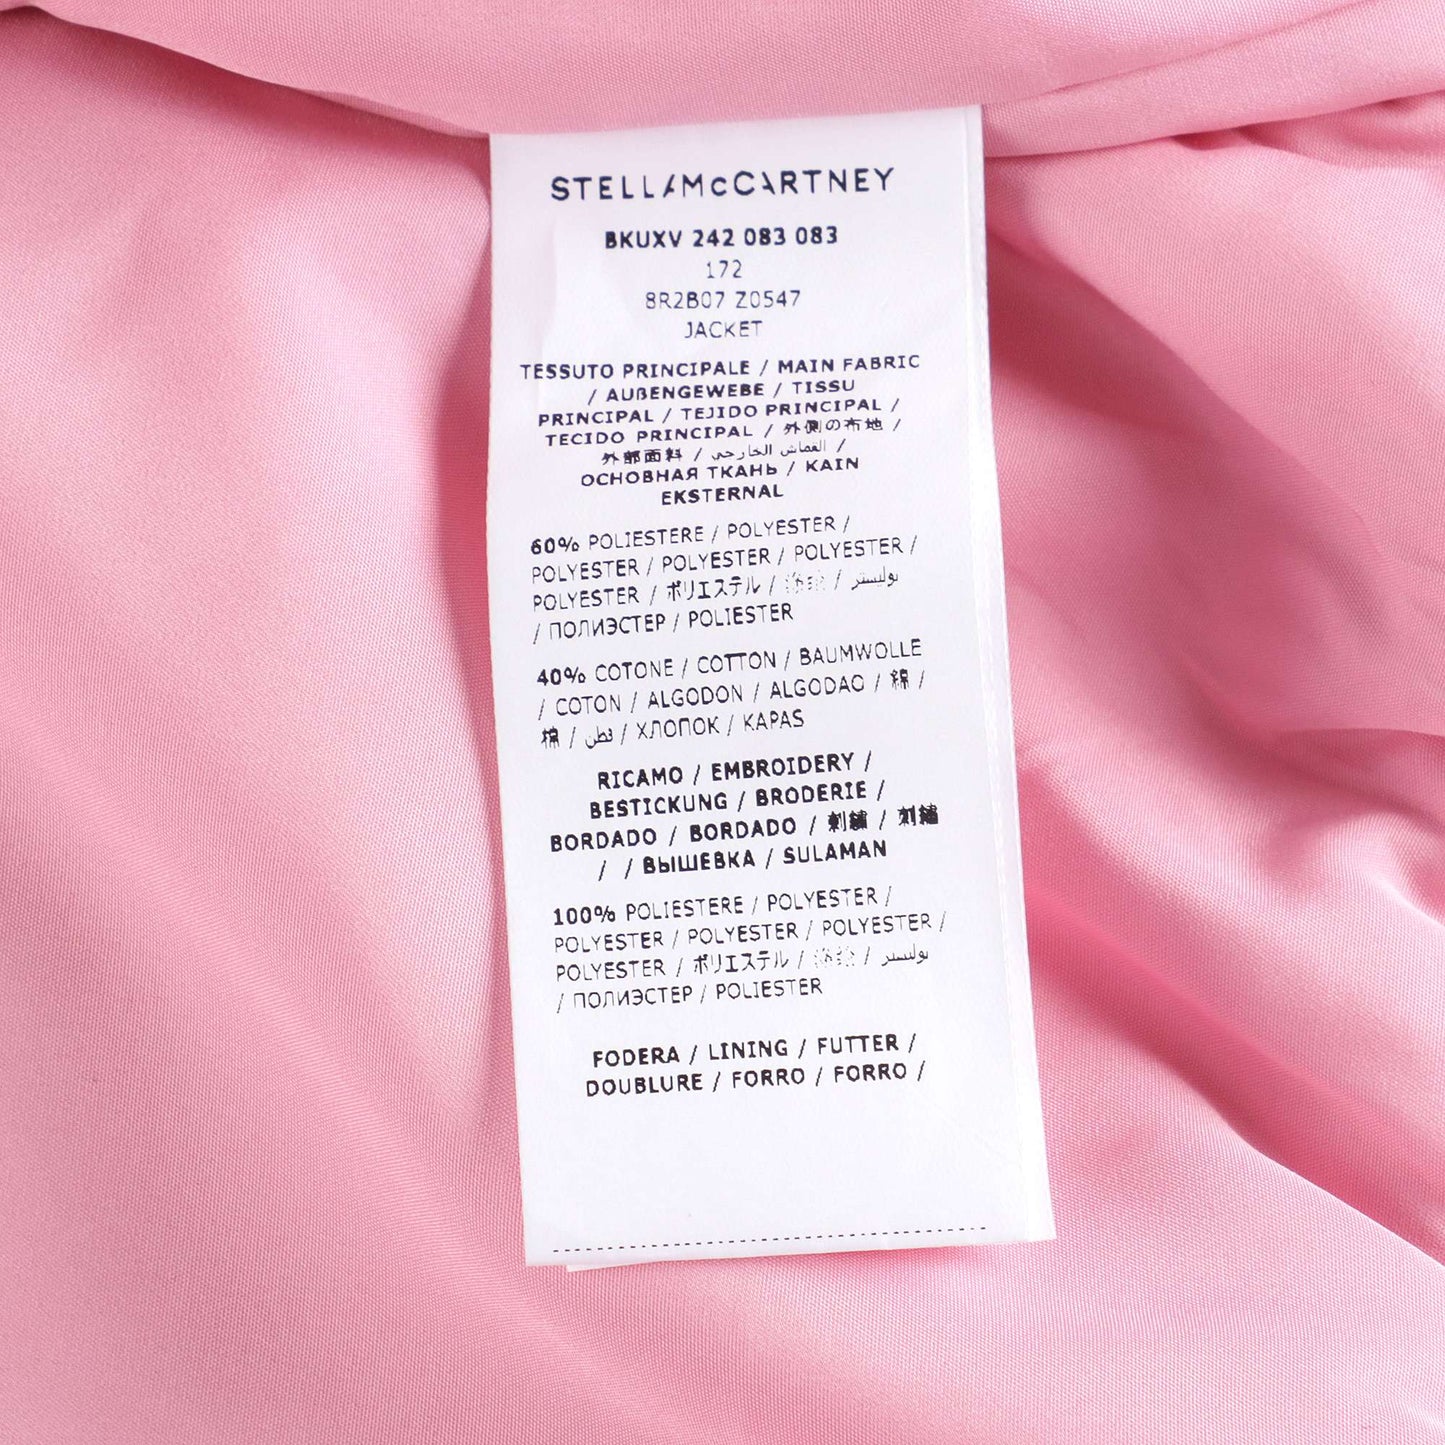 STELLAMcCARTNEY
BKUXV 242 083 083
172
8R2B07 Z0547
JACKET
TESSUTO PRINCIPALE / MAIN FABRIC
/ AUßENGEWEBE / TISSU
PRINCIPAL / TEJIDO PRINCIPAL /
TECIDO PRINCIPAL / 外側の布地 /
外部面料 / القماش الخارجي /
ОСНОВНАЯ ТКАНЬ / KAIN
EKSTERNAL
60% POLIESTERE / POLYESTER /
POLYESTER / POLYESTER / POLYESTER /
POLYESTER / ポリエステル / / بوليستر
/ ПОЛИЭСТЕР / POLIESTER
40% COTONE / COTTON / BAUMWOLLE
/ COTON / ALGODON / ALGODAO / 綿 /
棉 / قطن / ХЛОПОК / KAPAS
RICAMO / EMBROIDERY /
BESTICKUNG / BRODERIE /
BORDADO / BORDADO / 刺繍 / 刺繡
/ / ВЫШЕВКА / SULAMAN
100% POLIESTERE / POLYESTER /
POLYESTER / POLYESTER / POLYESTER /
POLYESTER / ポリエステル / / بوليستر
/ ПОЛИЭСТЕР / POLIESTER
FODERA / LINING / FUTTER /
DOUBLURE / FORRO / FORRO /